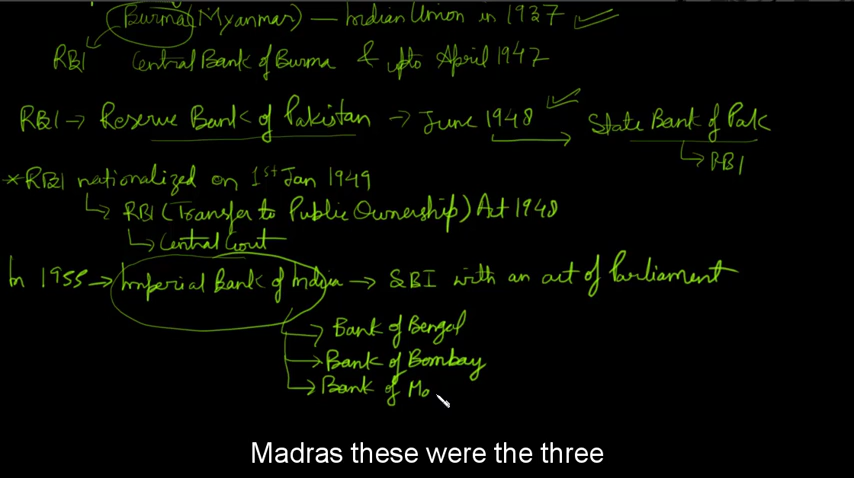 Burma (Myanmar) — Indian Union in 1937
RBI Central Bank of Burma & upto April 1947
RBI → Reserve Bank of Pakistan → June 1948 → State Bank of Pak
→ RBI
*RBI nationalized on 1st Jan 1949
→ RBI (Transfer to Public Ownership) Act 1948
→ Central Govt
In 1955 → Imperial Bank of India → SBI with an act of Parliament
→ Bank of Bengal
→ Bank of Bombay
→ Bank of Ma
Madras these were the three